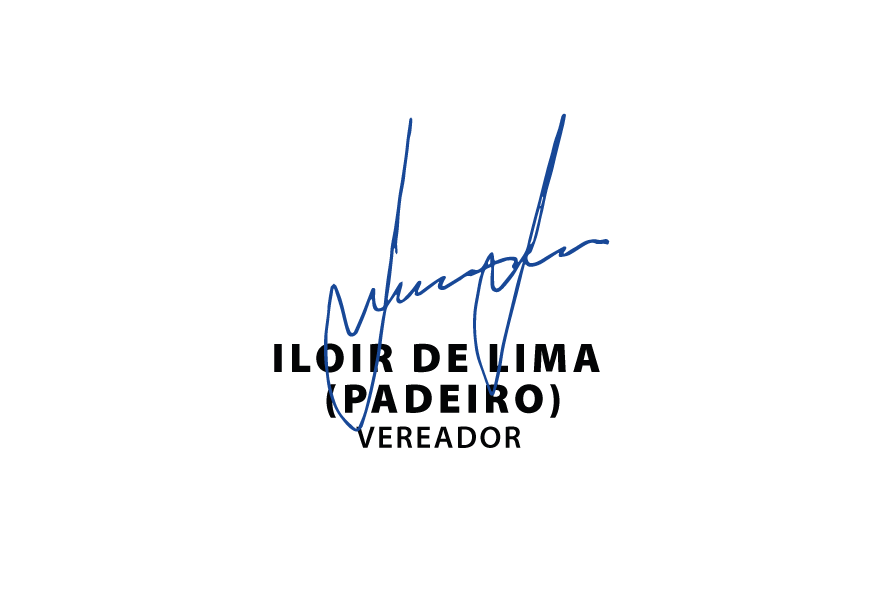 ILOIR DE LIMA
(PADEIRO)
VEREADOR